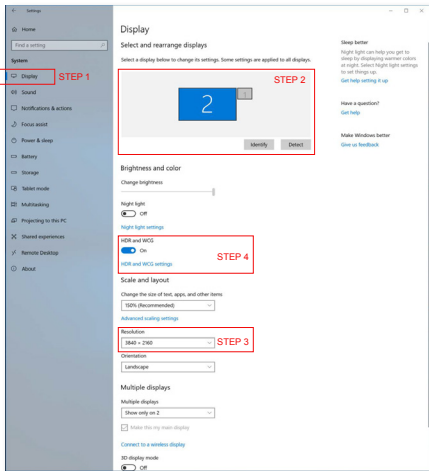 Settings
Home
Find a setting
System
Display
STEP 1
Sound
Notifications & actions
Focus assist
Power & sleep
Battery
Storage
Tablet mode
Multitasking
Projecting to this PC
Shared experiences
Remote Desktop
About
Display
Select and rearrange displays
Select a display below to change its settings. Some settings are applied to all displays.
STEP 2
2
1
Identify
Detect
Brightness and color
Change brightness
Night light
Off
Night light settings
HDR and WCG
On
STEP 4
HDR and WCG settings
Scale and layout
Change the size of text, apps, and other items
150% (Recommended)
Advanced scaling settings
Resolution
3840 × 2160
STEP 3
Orientation
Landscape
Multiple displays
Multiple displays
Show only on 2
Make this my main display
Connect to a wireless display
3D display mode
Off
Sleep better
Night light can help you get to
sleep by displaying warmer colors
at night. Select Night light settings
to set things up.
Get help setting it up
Have a question?
Get help
Make Windows better
Give us feedback